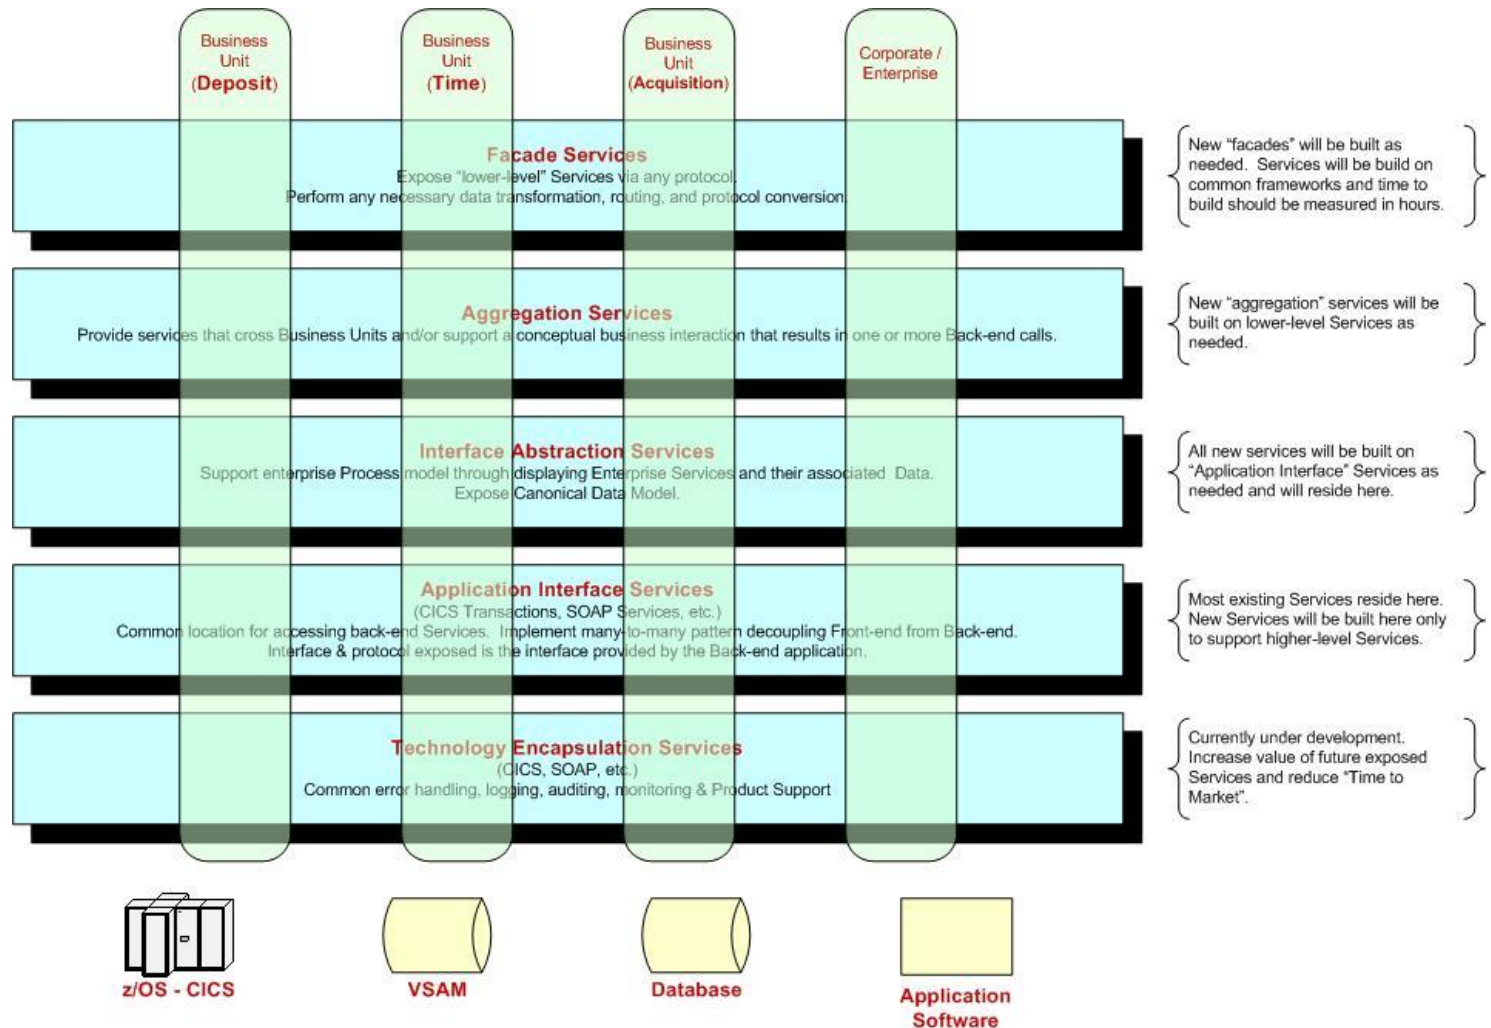 Business
Unit
(Deposit)
Business
Unit
(Time)
Business
Unit
(Acquisition)
Corporate /
Enterprise
Facade Services
Expose "lower-level" Services via any protocol.
Perform any necessary data transformation, routing, and protocol conversion.
New "facades" will be built as
needed. Services will be build on
common frameworks and time to
build should be measured in hours.
Aggregation Services
Provide services that cross Business Units and/or support a conceptual business interaction that results in one or more Back-end calls.
New "aggregation" services will be
built on lower-level Services as
needed.
Interface Abstraction Services
Support enterprise Process model through displaying Enterprise Services and their associated Data.
Expose Canonical Data Model.
All new services will be built on
"Application Interface" Services as
needed and will reside here.
Application Interface Services
(CICS Transactions, SOAP Services, etc.)
Common location for accessing back-end Services. Implement many-to-many pattern decoupling Front-end from Back-end.
Interface & protocol exposed is the interface provided by the Back-end application.
Most existing Services reside here.
New Services will be built here only
to support higher-level Services.
Technology Encapsulation Services
(CICS, SOAP, etc.)
Common error handling, logging, auditing, monitoring & Product Support
Currently under development.
Increase value of future exposed
Services and reduce "Time to
Market".
z/OS - CICS
VSAM
Database
Application
Software